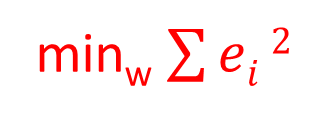 min_w ∑ e_i ²